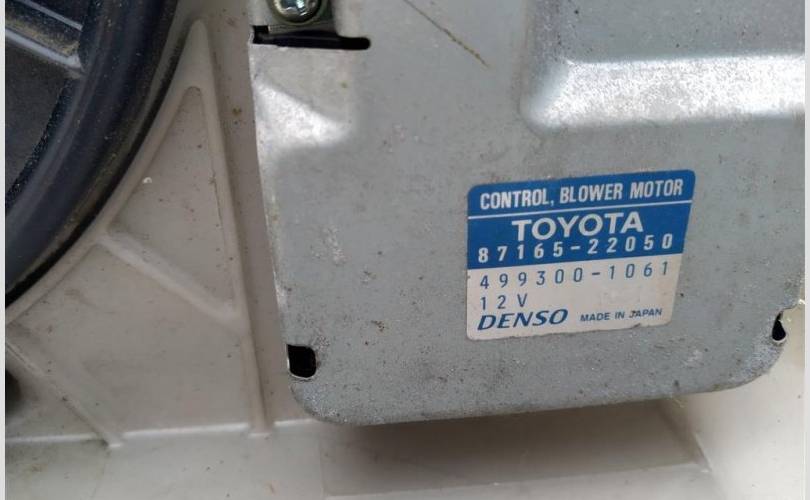 CONTROL, BLOWER MOTOR
TOYOTA
87165-22050
499300-1061
12V
DENSO MADE IN JAPAN